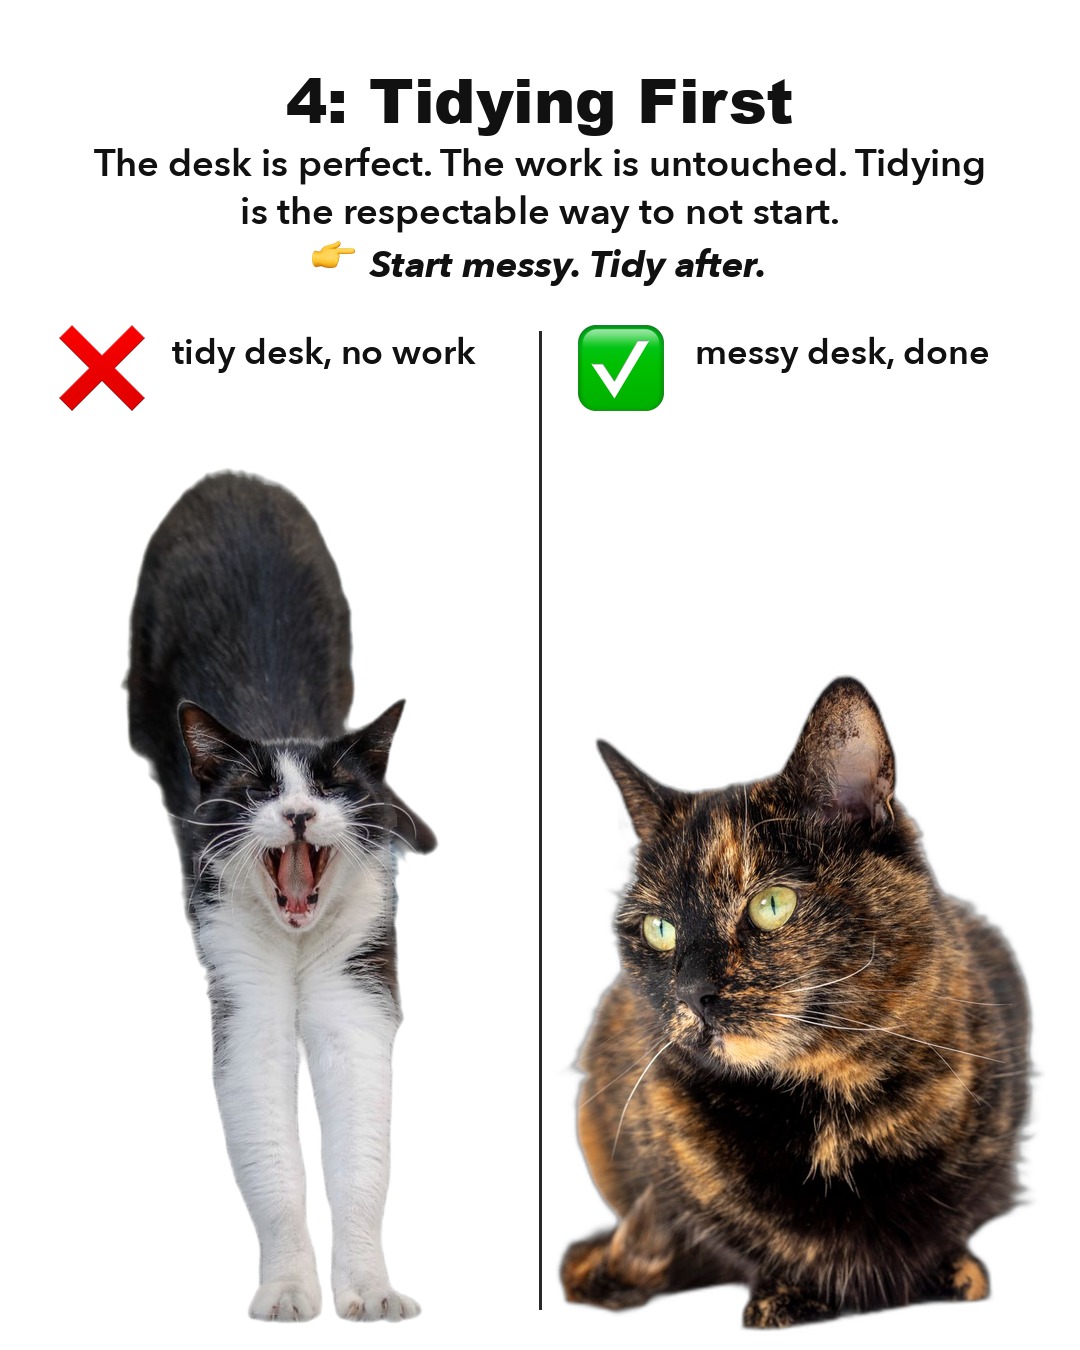 4: Tidying First
The desk is perfect. The work is untouched. Tidying
is the respectable way to not start.
👉 Start messy. Tidy after.
❌ tidy desk, no work
✅ messy desk, done